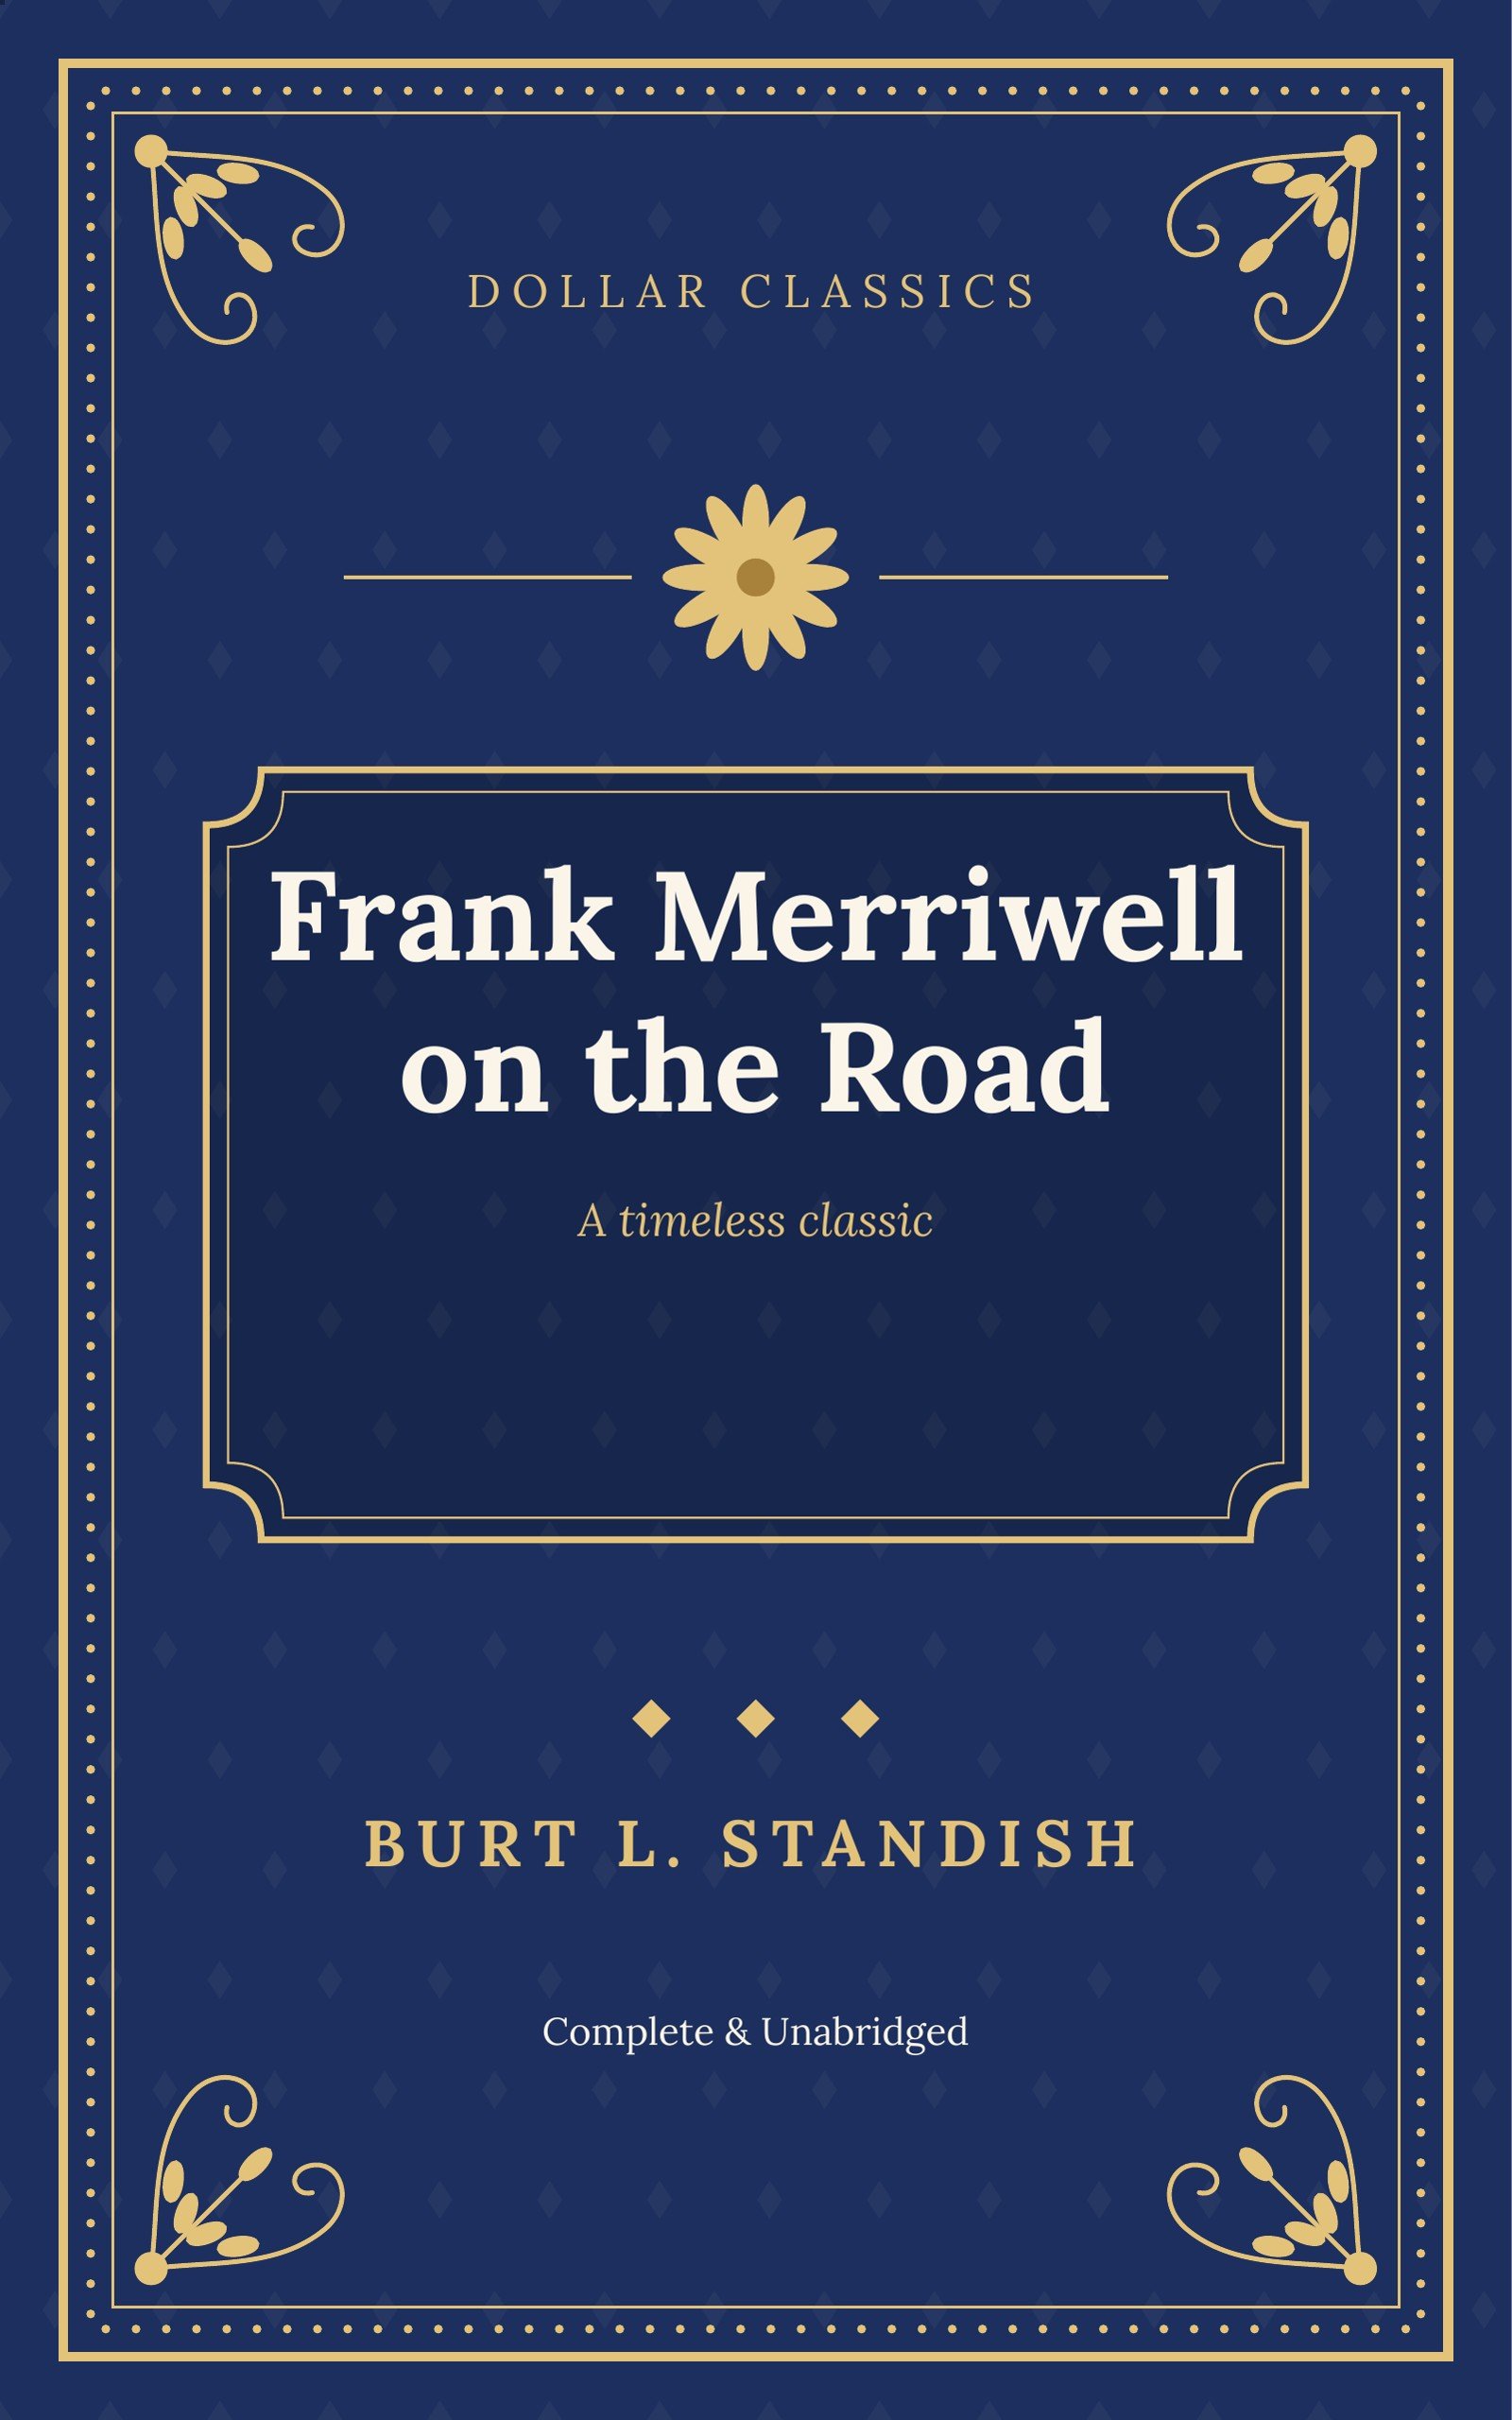 DOLLAR CLASSICS
Frank Merriwell
on the Road
A timeless classic
BURT L. STANDISH
Complete & Unabridged